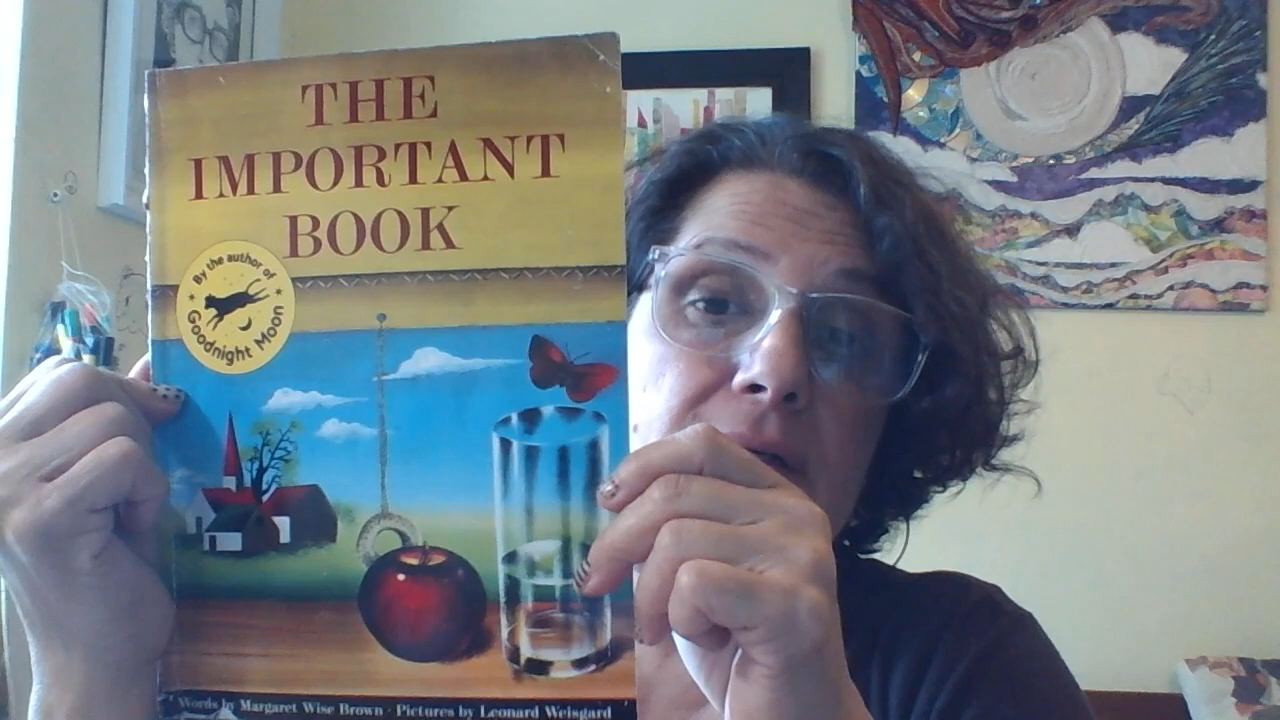 THE
IMPORTANT
BOOK
By the author of
Goodnight Moon
Words by Margaret Wise Brown · Pictures by Leonard Weisgard